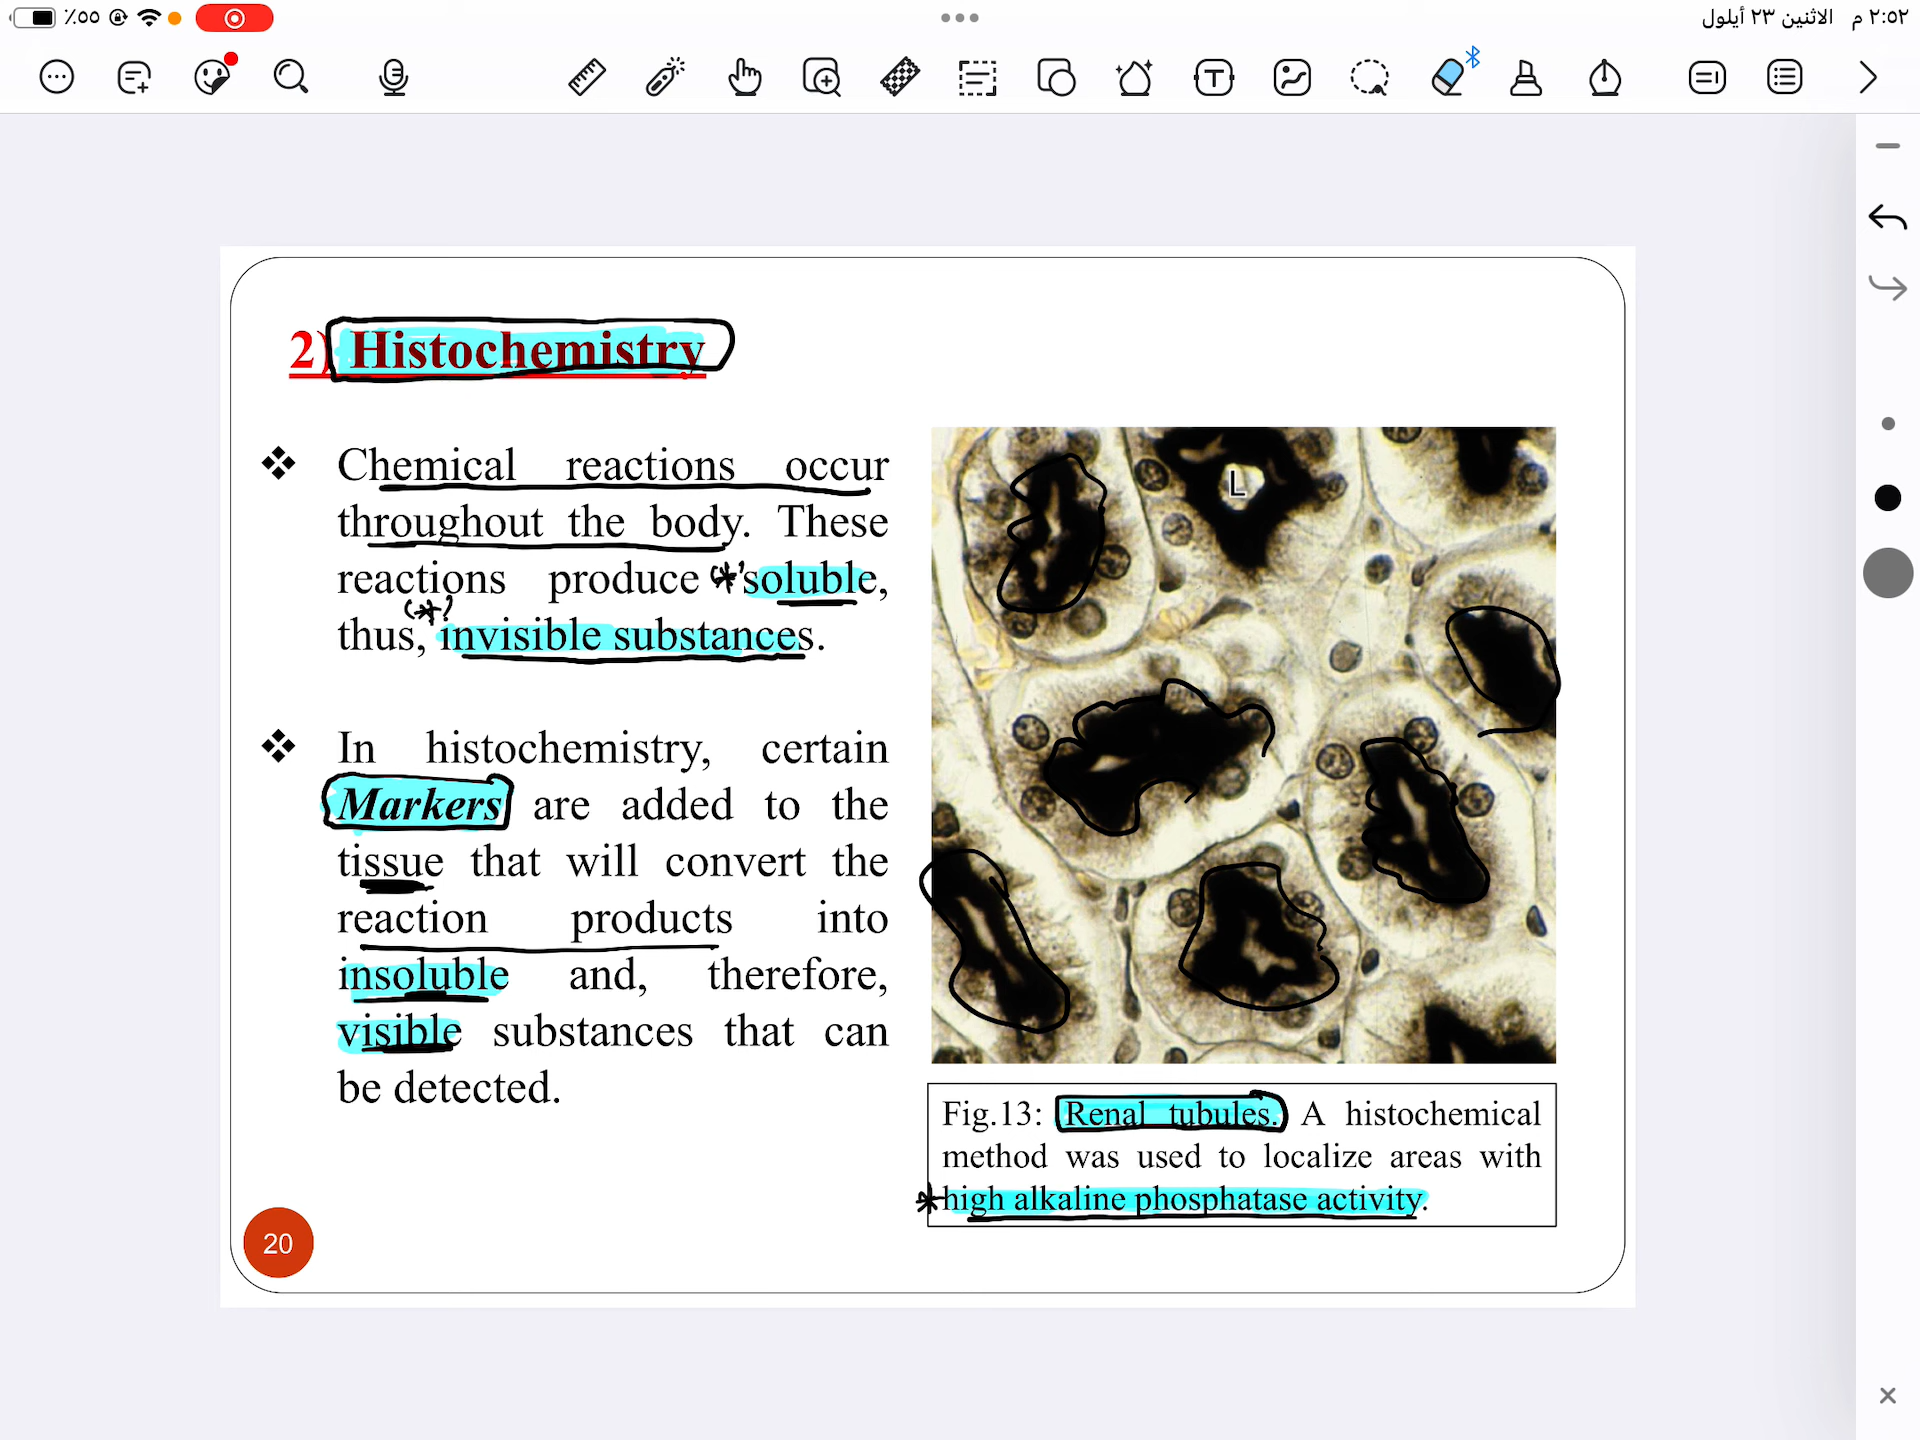 ٪٥٥
الاثنين ٢٣ أيلول ٢:٥٢ م
2) Histochemistry
❖ Chemical reactions occur
throughout the body. These
reactions produce soluble,
thus, invisible substances.
❖ In histochemistry, certain
Markers are added to the
tissue that will convert the
reaction products into
insoluble and, therefore,
visible substances that can
be detected.
L
Fig.13: Renal tubules. A histochemical
method was used to localize areas with
high alkaline phosphatase activity.
20